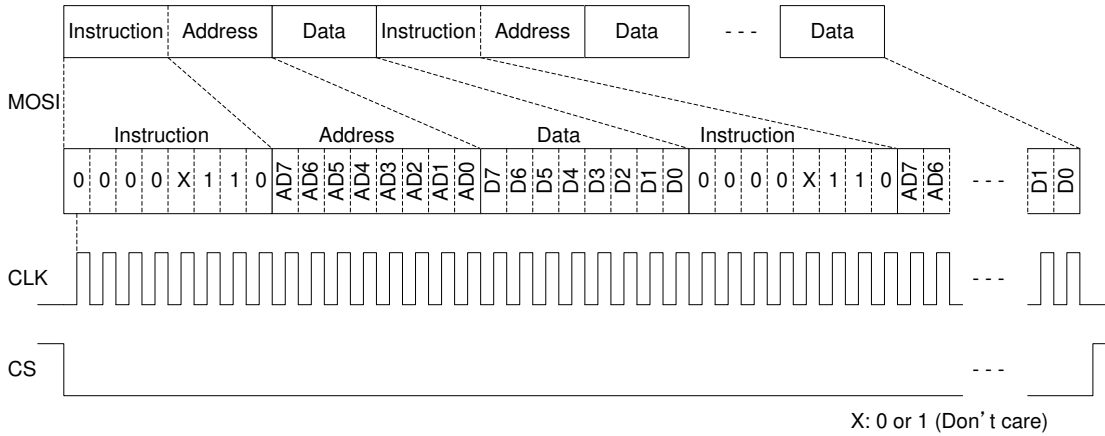 Instruction Address Data Instruction Address Data - - - Data
MOSI
Instruction Address Data Instruction
0 0 0 0 X 1 1 0 AD7 AD6 AD5 AD4 AD3 AD2 AD1 AD0 D7 D6 D5 D4 D3 D2 D1 D0 0 0 0 0 X 1 1 0 AD7 AD6 - - - D1 D0
CLK - - -
CS - - -
X: 0 or 1 (Don't care)